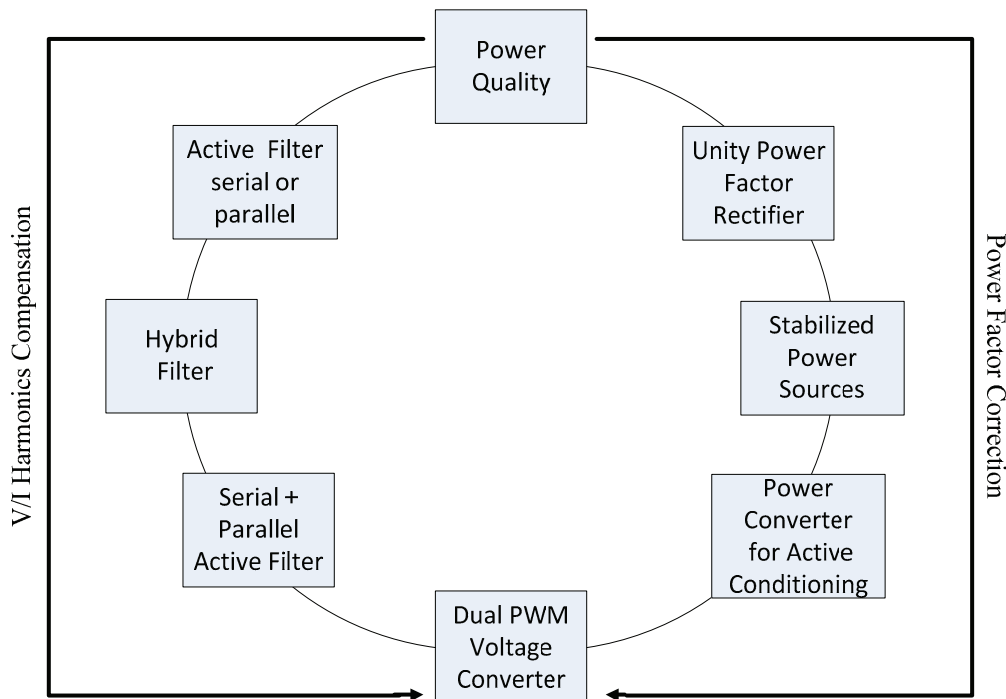 Power
Quality
Active Filter
serial or
parallel
Unity Power
Factor
Rectifier
V/I Harmonics Compensation
Power Factor Correction
Hybrid
Filter
Stabilized
Power
Sources
Serial +
Parallel
Active Filter
Power
Converter
for Active
Conditioning
Dual PWM
Voltage
Converter